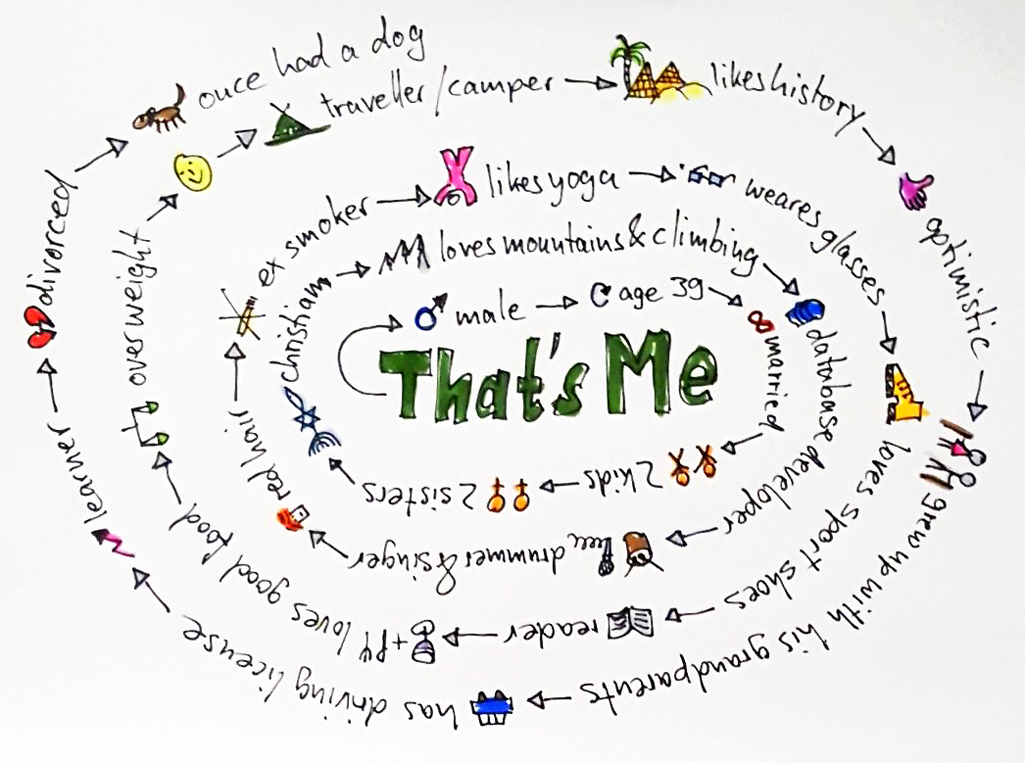 That's Me
male
age 39
married
2 kids
2 sisters
christian
loves mountains & climbing
database developer
drummer & singer
red hair
ex smoker
likes yoga
weares glasses
loves sport shoes
reader
loves good food
over weight
traveller/camper
likes history
optimistic
grew up with his grandparents
has driving license
learner
divorced
once had a dog